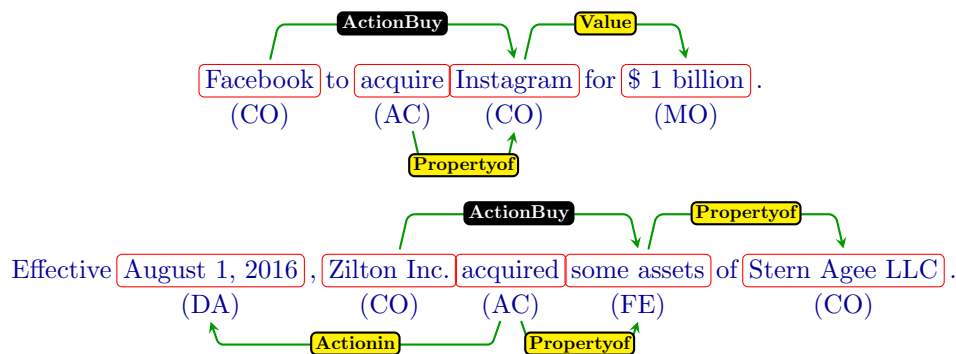 ActionBuy Value
Facebook to acquire Instagram for $ 1 billion .
(CO) (AC) (CO) (MO)
Propertyof
ActionBuy Propertyof
Effective August 1, 2016 , Zilton Inc. acquired some assets of Stern Agee LLC .
(DA) (CO) (AC) (FE) (CO)
Actionin Propertyof